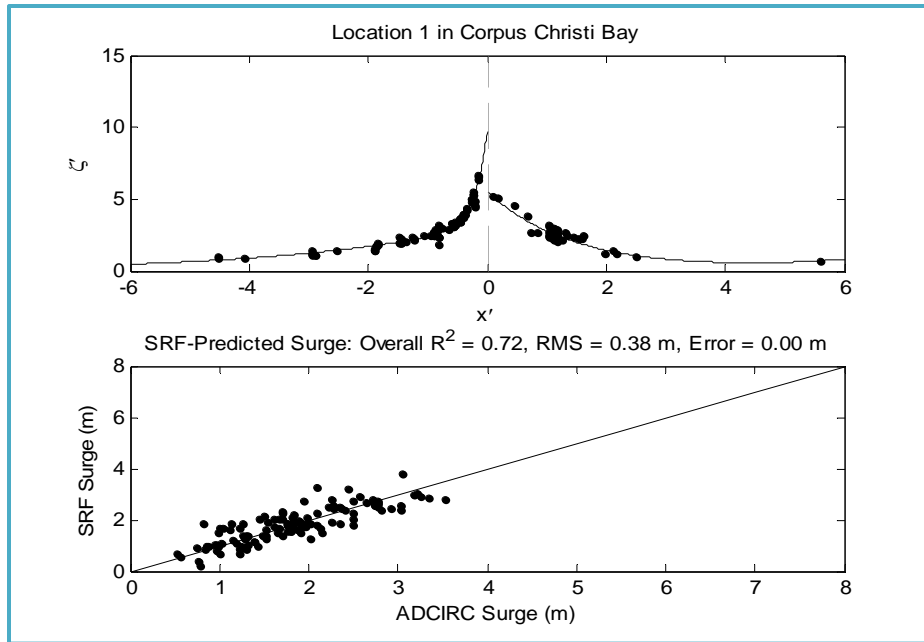 Location 1 in Corpus Christi Bay
15
10
5
0
ζ′
-6 -4 -2 0 2 4 6
x′
SRF-Predicted Surge: Overall R² = 0.72, RMS = 0.38 m, Error = 0.00 m
8
6
4
2
0
SRF Surge (m)
0 1 2 3 4 5 6 7 8
ADCIRC Surge (m)